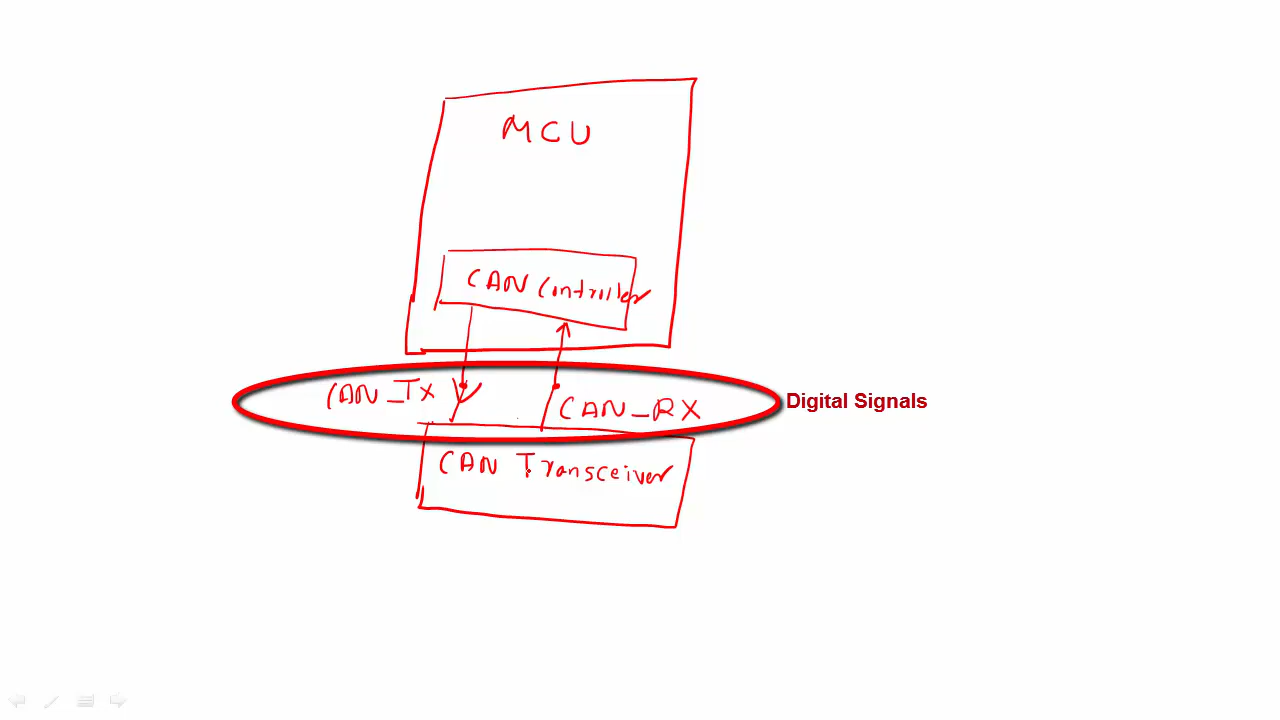 MCU
CAN Controller
CAN_Tx
CAN_RX
Digital Signals
CAN Transceiver